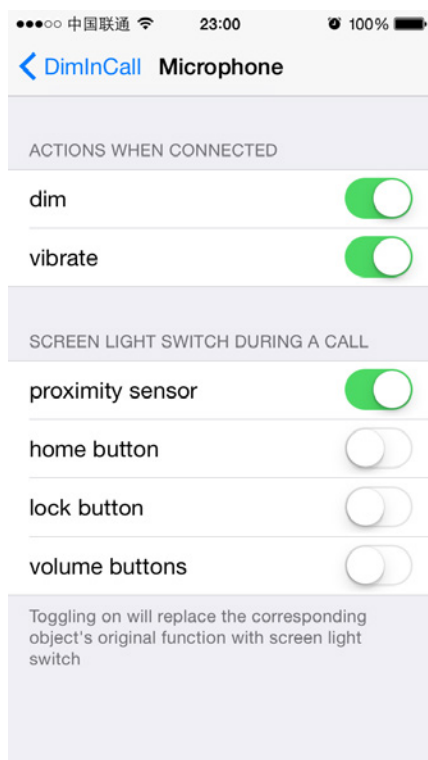 中国联通 23:00 100%
DimInCall Microphone
ACTIONS WHEN CONNECTED
dim
vibrate
SCREEN LIGHT SWITCH DURING A CALL
proximity sensor
home button
lock button
volume buttons
Toggling on will replace the corresponding
object's original function with screen light
switch